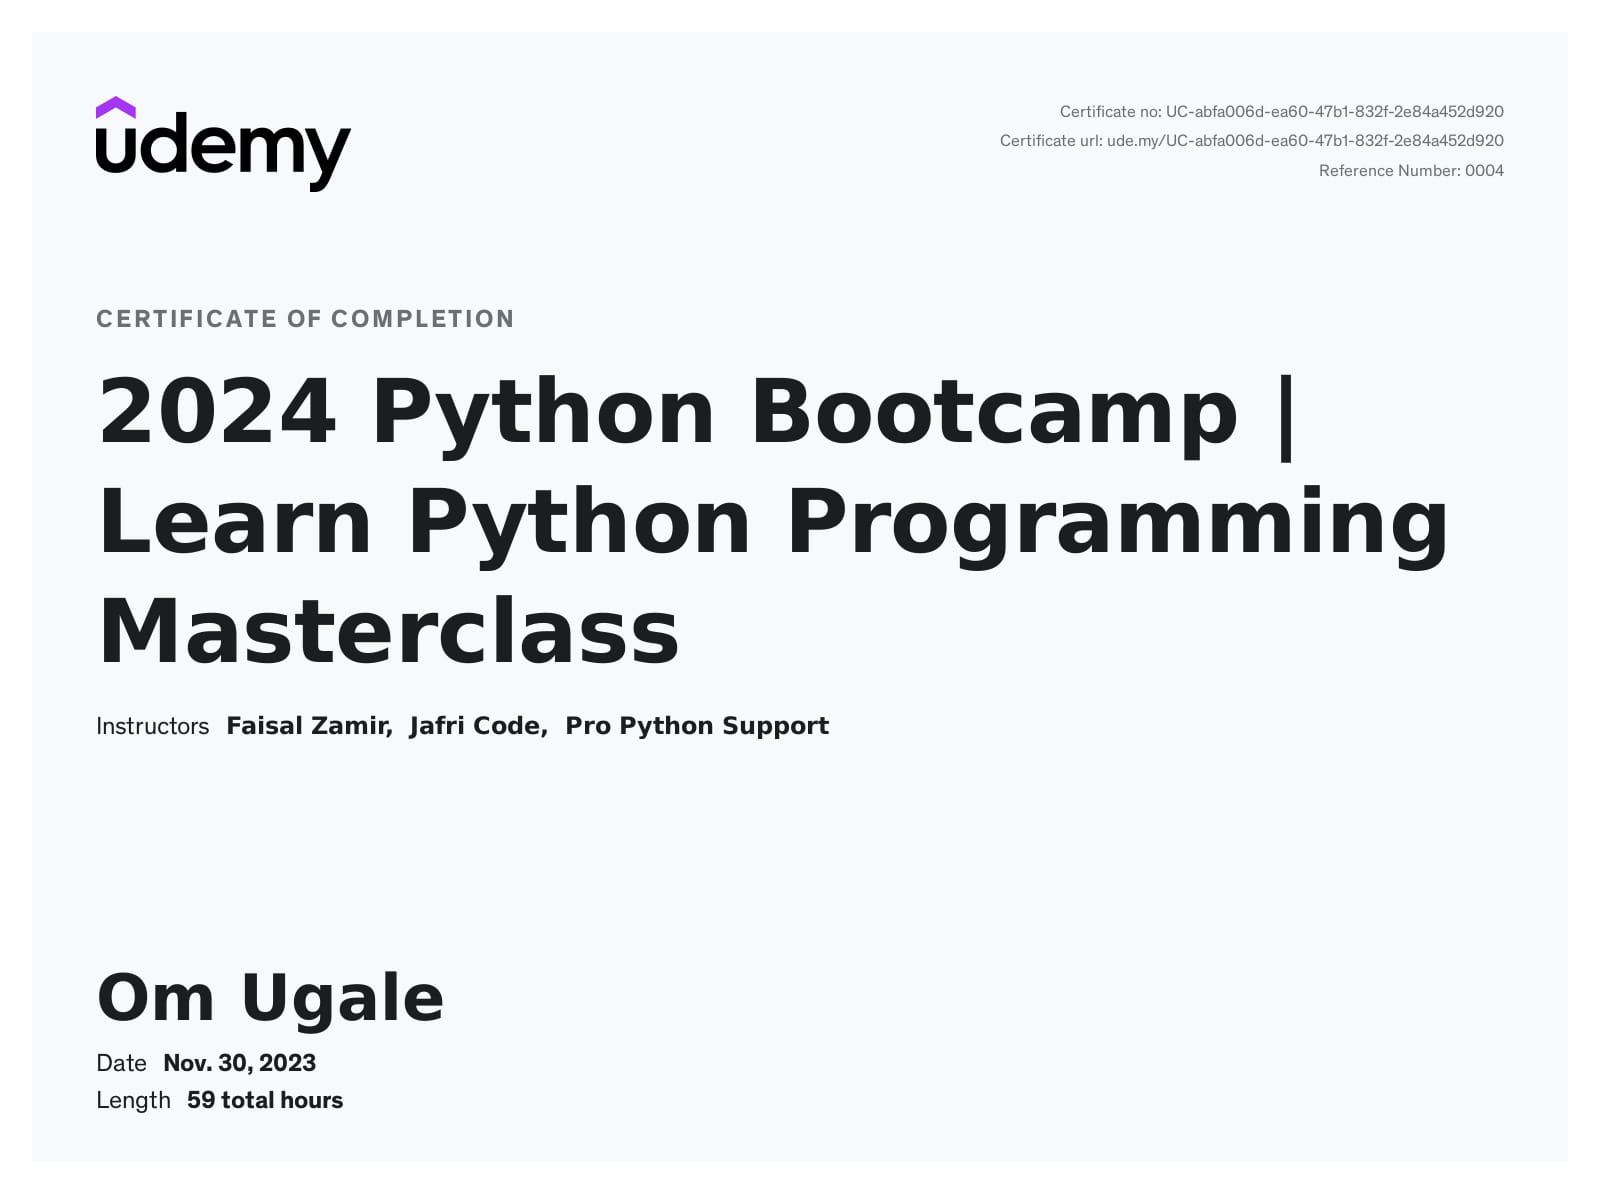 udemy
Certificate no: UC-abfa006d-ea60-47b1-832f-2e84a452d920
Certificate url: ude.my/UC-abfa006d-ea60-47b1-832f-2e84a452d920
Reference Number: 0004
CERTIFICATE OF COMPLETION
2024 Python Bootcamp |
Learn Python Programming
Masterclass
Instructors Faisal Zamir, Jafri Code, Pro Python Support
Om Ugale
Date Nov. 30, 2023
Length 59 total hours